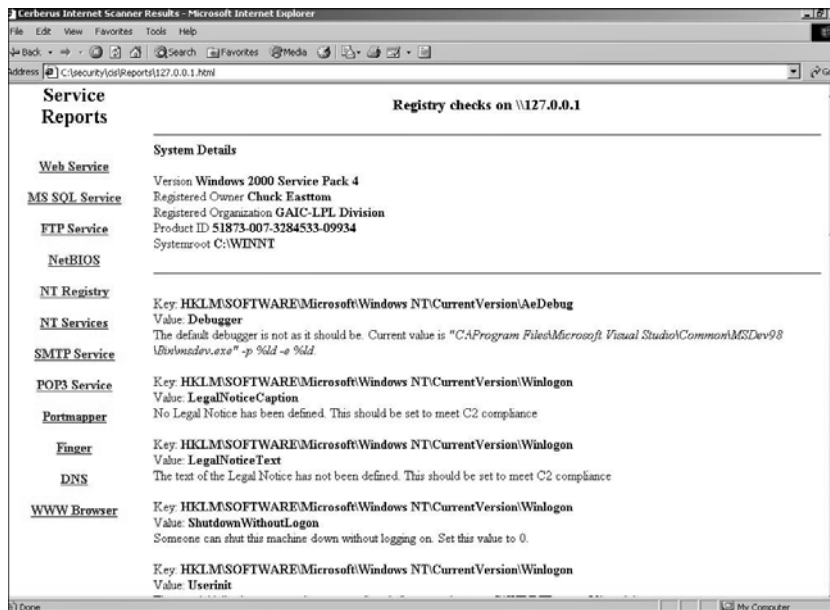 Cerberus Internet Scanner Results - Microsoft Internet Explorer
File Edit View Favorites Tools Help
Back Search Favorites Media
Address C:\security\cis\Reports\127.0.0.1.html
Service
Reports
Web Service
MS SQL Service
FTP Service
NetBIOS
NT Registry
NT Services
SMTP Service
POP3 Service
Portmapper
Finger
DNS
WWW Browser
Registry checks on \\127.0.0.1
System Details
Version Windows 2000 Service Pack 4
Registered Owner Chuck Easttom
Registered Organization GAIC-LPL Division
Product ID 51873-007-3284533-09934
Systemroot C:\WINNT
Key: HKLM\SOFTWARE\Microsoft\Windows NT\CurrentVersion\AeDebug
Value: Debugger
The default debugger is not as it should be. Current value is "C:\Program Files\Microsoft Visual Studio\Common\MSDev98
\Bin\msdev.exe" -p %ld -e %ld.
Key: HKLM\SOFTWARE\Microsoft\Windows NT\CurrentVersion\Winlogon
Value: LegalNoticeCaption
No Legal Notice has been defined. This should be set to meet C2 compliance
Key: HKLM\SOFTWARE\Microsoft\Windows NT\CurrentVersion\Winlogon
Value: LegalNoticeText
The text of the Legal Notice has not been defined. This should be set to meet C2 compliance
Key: HKLM\SOFTWARE\Microsoft\Windows NT\CurrentVersion\Winlogon
Value: ShutdownWithoutLogon
Someone can shut this machine down without logging on. Set this value to 0.
Key: HKLM\SOFTWARE\Microsoft\Windows NT\CurrentVersion\Winlogon
Value: Userinit
Done
My Computer